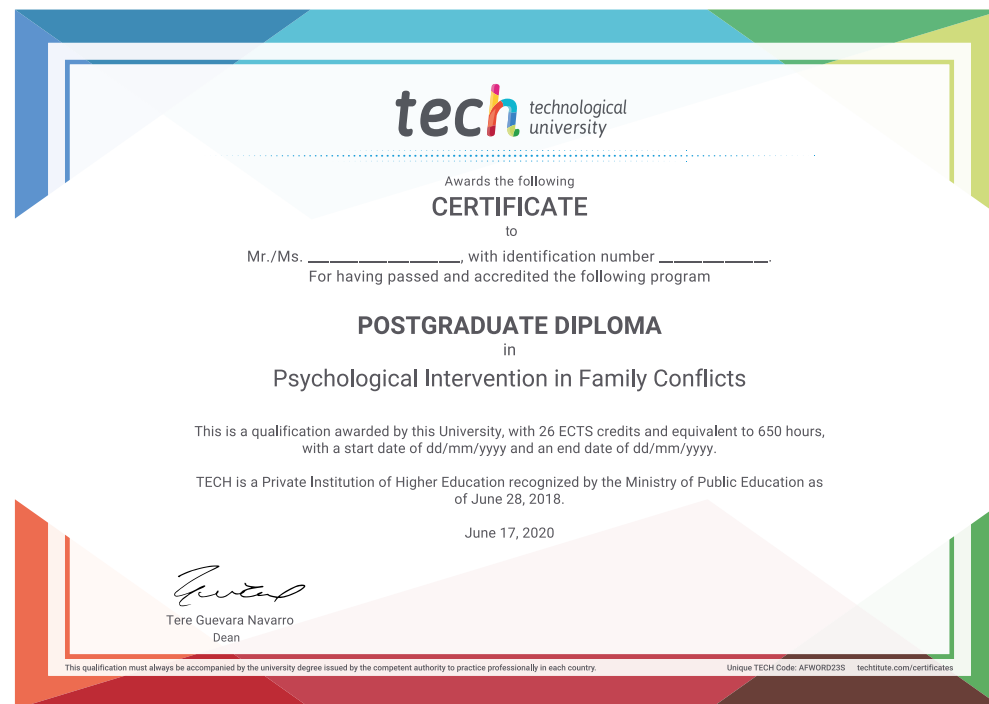 tech technological
university
Awards the following
CERTIFICATE
to
Mr./Ms. ____________________, with identification number ______________.
For having passed and accredited the following program
POSTGRADUATE DIPLOMA
in
Psychological Intervention in Family Conflicts
This is a qualification awarded by this University, with 26 ECTS credits and equivalent to 650 hours,
with a start date of dd/mm/yyyy and an end date of dd/mm/yyyy.
TECH is a Private Institution of Higher Education recognized by the Ministry of Public Education as
of June 28, 2018.
June 17, 2020
Tere Guevara Navarro
Dean
This qualification must always be accompanied by the university degree issued by the competent authority to practice professionally in each country. Unique TECH Code: AFWORD23S techtitute.com/certificates